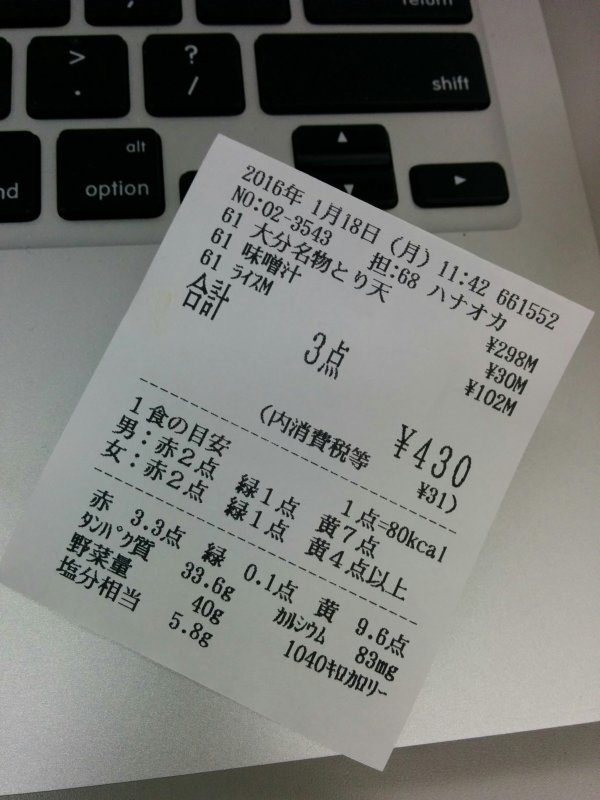 return
>
.
?
/
shift
nd
alt
option
2016年 1月18日 (月) 11:42 661552
NO:02-3543 担:68 ハナオカ
61 大分名物とり天 ¥298M
61 味噌汁 ¥30M
61 ライスM ¥102M
合計 3点 ¥430
(内消費税等 ¥31)
1食の目安 1点=80kcal
男:赤2点 緑1点 黄7点
女:赤2点 緑1点 黄4点以上
赤 3.3点 緑 0.1点 黄 9.6点
タンパク質 33.6g カルシウム 83mg
野菜量 40g 1040キロカロリー
塩分相当 5.8g